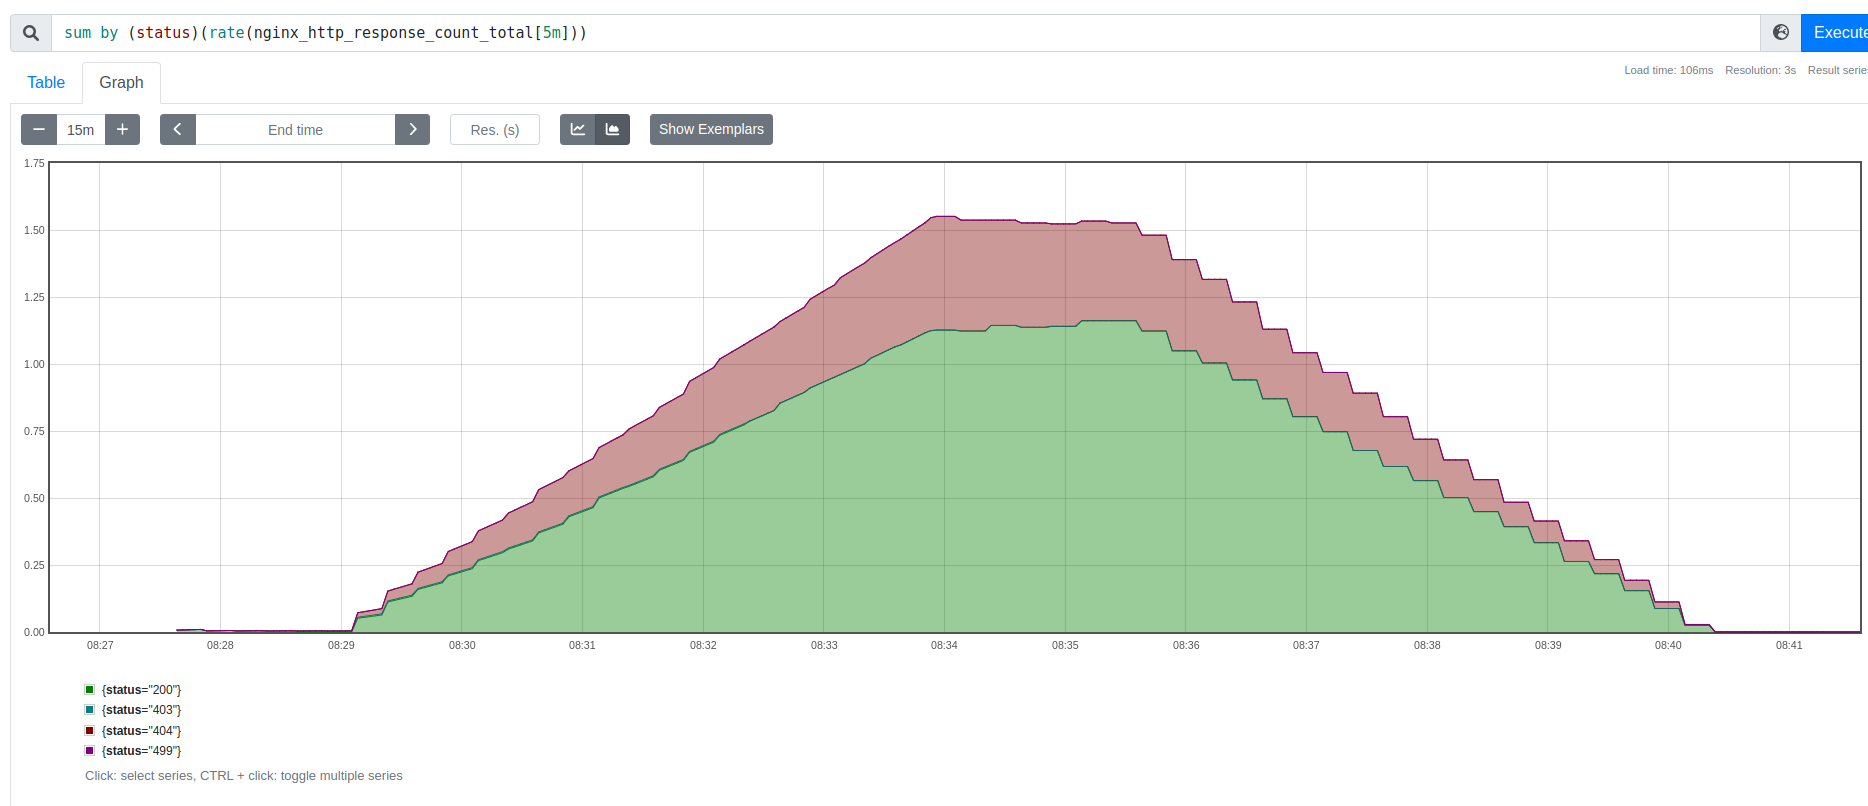 sum by (status)(rate(nginx_http_response_count_total[5m]))
Execute
Table
Graph
Load time: 106ms Resolution: 3s Result series
15m
End time
Res. (s)
Show Exemplars
1.75
1.50
1.25
1.00
0.75
0.50
0.25
0.00
08:27 08:28 08:29 08:30 08:31 08:32 08:33 08:34 08:35 08:36 08:37 08:38 08:39 08:40 08:41
{status="200"}
{status="403"}
{status="404"}
{status="499"}
Click: select series, CTRL + click: toggle multiple series